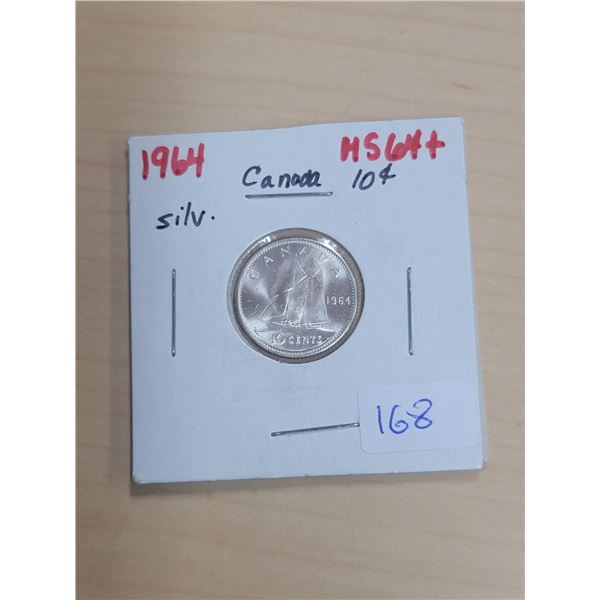 1964 MS64+
Canada 10¢
silv.
CANADA
1964
10 CENTS
168